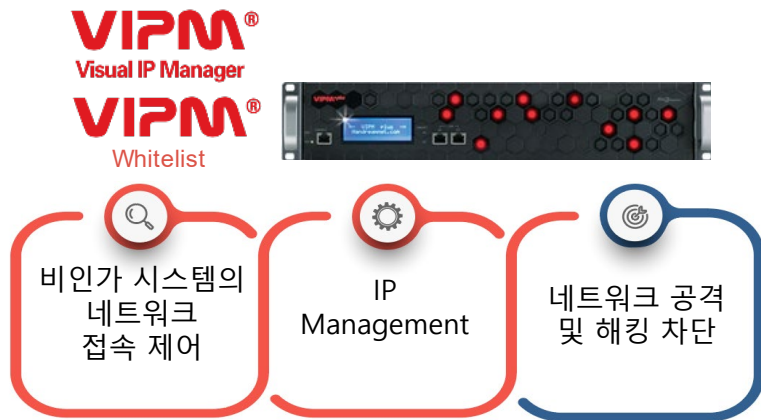 VIPM®
Visual IP Manager
VIPM®
Whitelist
비인가 시스템의
네트워크
접속 제어
IP
Management
네트워크 공격
및 해킹 차단